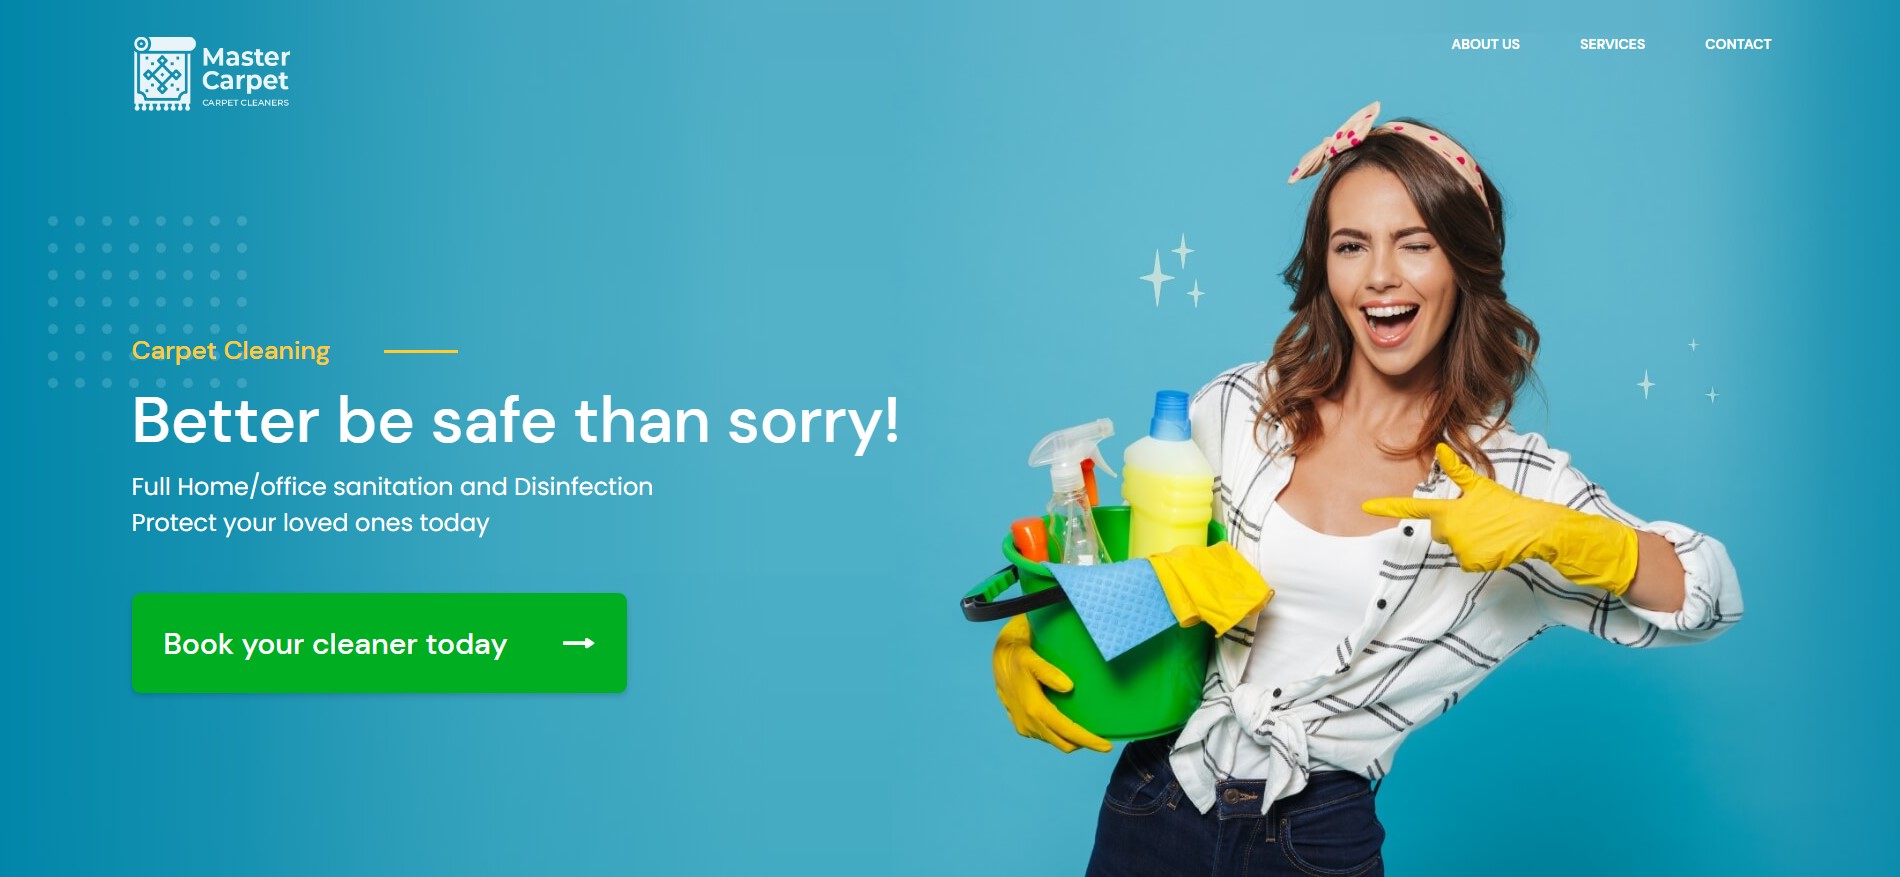 Master
Carpet
CARPET CLEANERS
ABOUT US
SERVICES
CONTACT
Carpet Cleaning
Better be safe than sorry!
Full Home/office sanitation and Disinfection
Protect your loved ones today
Book your cleaner today